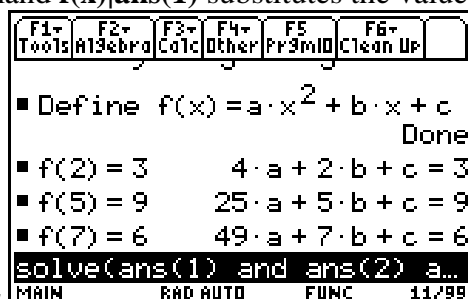 and f(x)|ans(1) substitutes the value
F1 F2 F3 F4 F5 F6
Tools Algebra Calc Other PrgmIO Clean Up
Define f(x) = a·x² + b·x + c
Done
f(2) = 3 4·a + 2·b + c = 3
f(5) = 9 25·a + 5·b + c = 9
f(7) = 6 49·a + 7·b + c = 6
solve(ans(1) and ans(2) a…
MAIN RAD AUTO FUNC 11/99